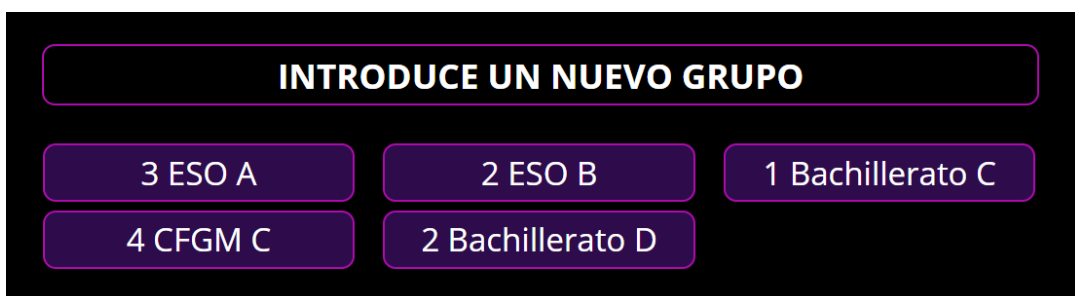 INTRODUCE UN NUEVO GRUPO
3 ESO A
2 ESO B
1 Bachillerato C
4 CFGM C
2 Bachillerato D